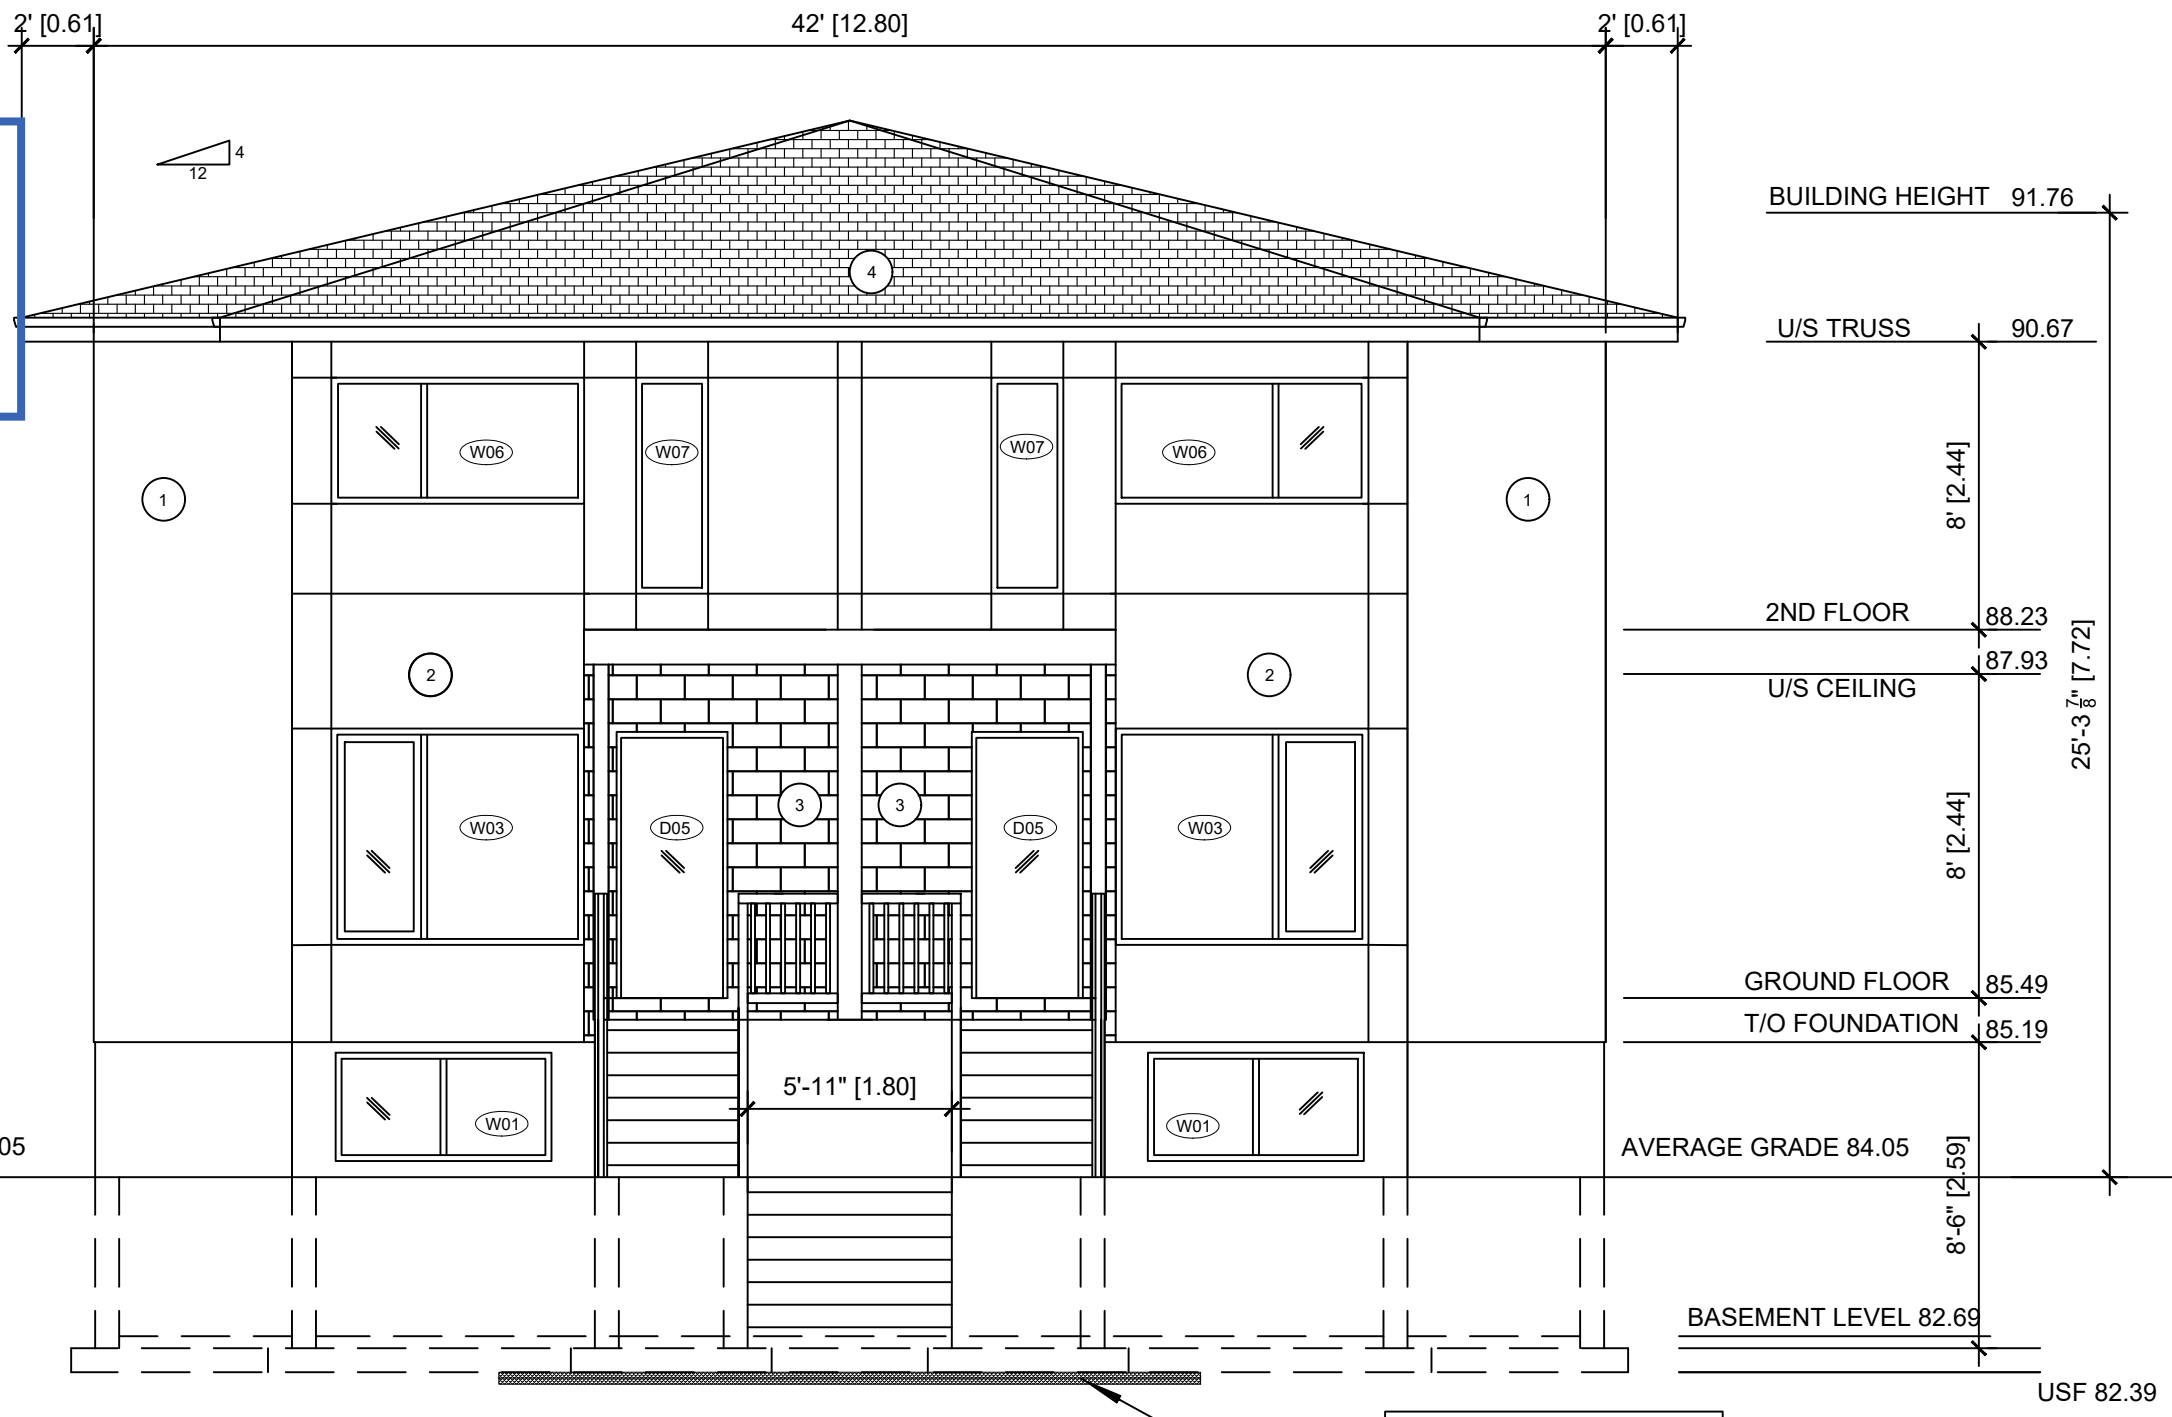 2' [0.61]
42' [12.80]
2' [0.61]
4
12
BUILDING HEIGHT 91.76
4
U/S TRUSS 90.67
W06
W07
W07
W06
1
1
8' [2.44]
2ND FLOOR 88.23
87.93
U/S CEILING
2
2
25'-3 7/8" [7.72]
3
3
W03
D05
D05
W03
8' [2.44]
GROUND FLOOR 85.49
T/O FOUNDATION 85.19
5'-11" [1.80]
W01
W01
05
AVERAGE GRADE 84.05
8'-6" [2.59]
BASEMENT LEVEL 82.69
USF 82.39